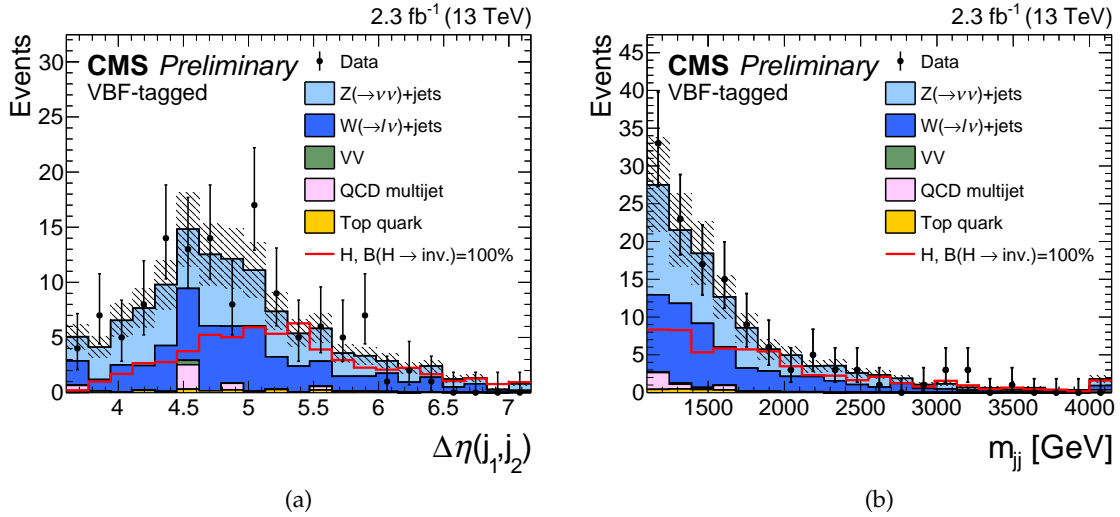 2.3 fb⁻¹ (13 TeV)
Events
30
25
20
15
10
5
0
CMS Preliminary
VBF-tagged
Data
Z(→νν)+jets
W(→lν)+jets
VV
QCD multijet
Top quark
H, B(H → inv.)=100%
4 4.5 5 5.5 6 6.5 7
Δη(j₁,j₂)
(a)
2.3 fb⁻¹ (13 TeV)
Events
45
40
35
30
25
20
15
10
5
0
CMS Preliminary
VBF-tagged
Data
Z(→νν)+jets
W(→lν)+jets
VV
QCD multijet
Top quark
H, B(H → inv.)=100%
1500 2000 2500 3000 3500 4000
m_jj [GeV]
(b)